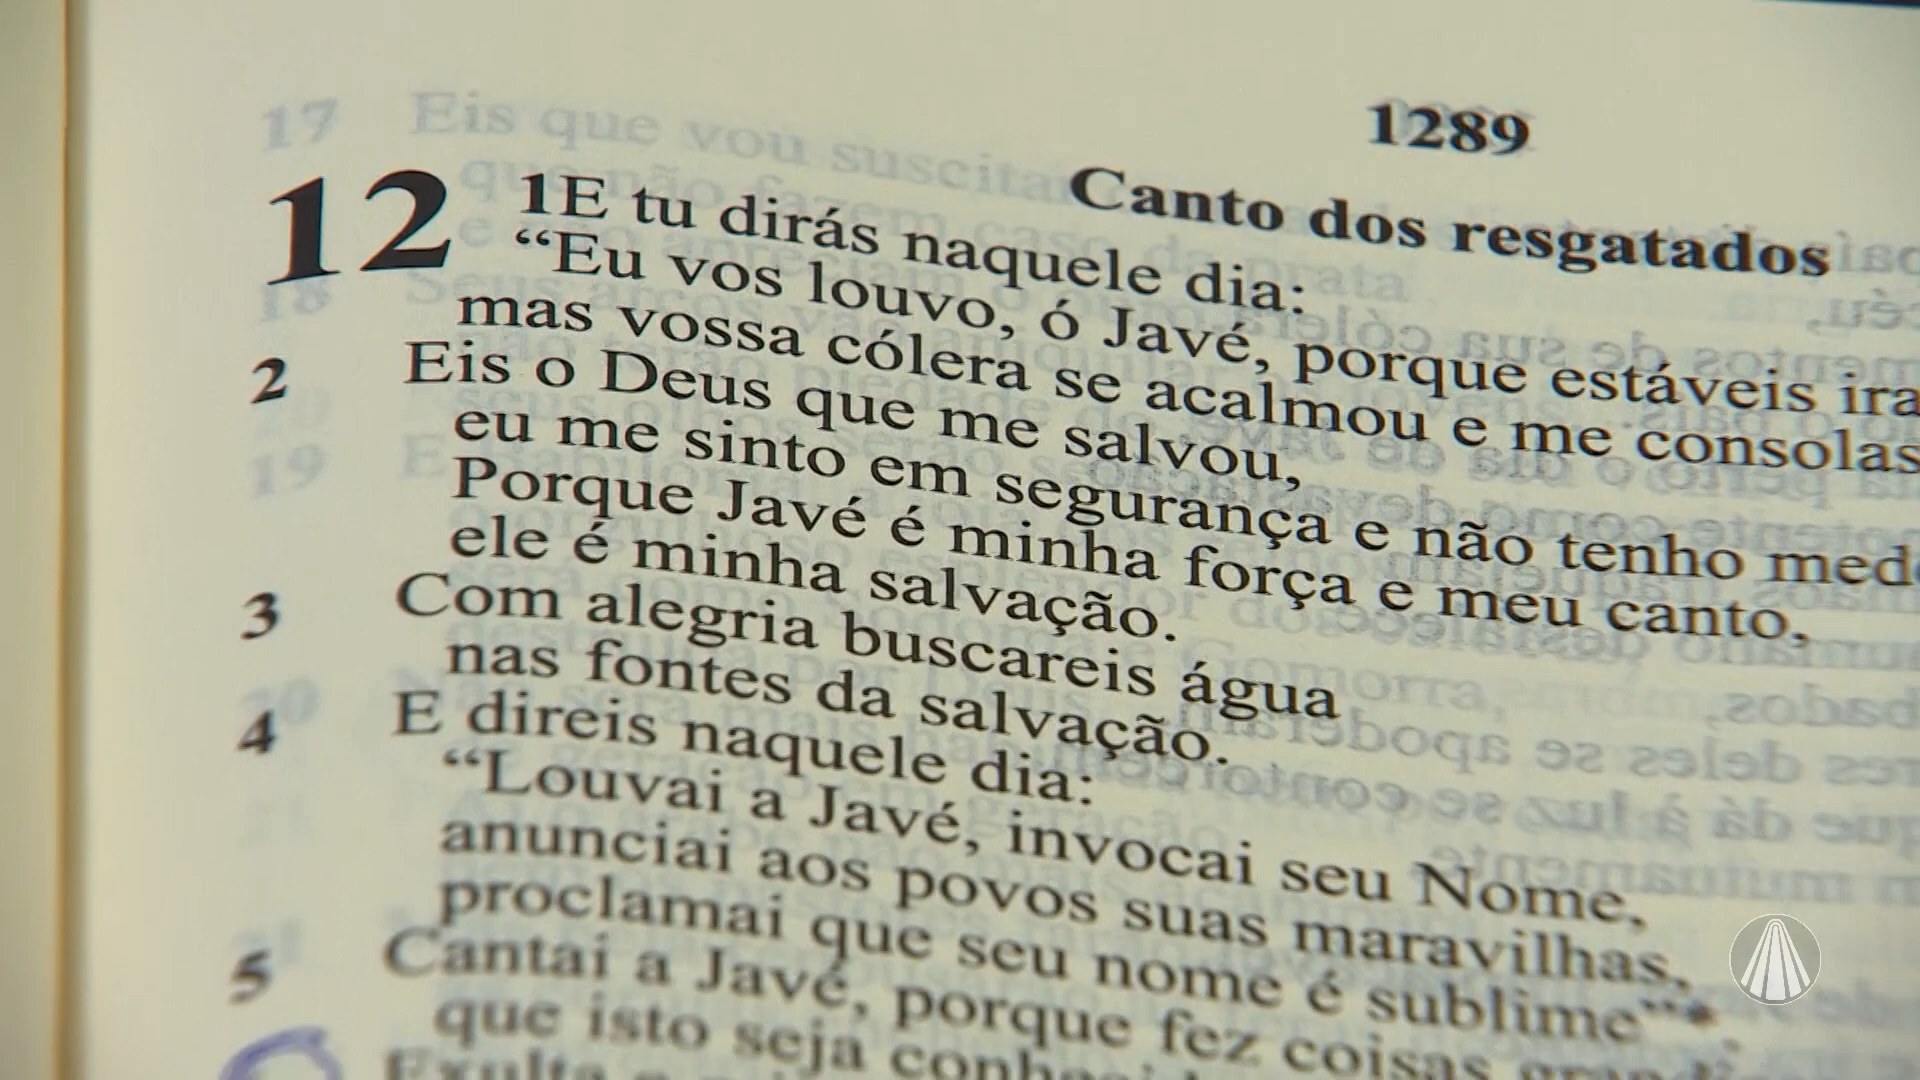 1289
Canto dos resgatados
12 1E tu dirás naquele dia:
“Eu vos louvo, ó Javé, porque estáveis ira
mas vossa cólera se acalmou e me consolas
2 Eis o Deus que me salvou,
eu me sinto em segurança e não tenho med
Porque Javé é minha força e meu canto,
ele é minha salvação.
3 Com alegria buscareis água
nas fontes da salvação.
4 E direis naquele dia:
“Louvai a Javé, invocai seu Nome,
anunciai aos povos suas maravilhas,
proclamai que seu nome é sublime”*.
5 Cantai a Javé, porque fez coisas
que isto seja